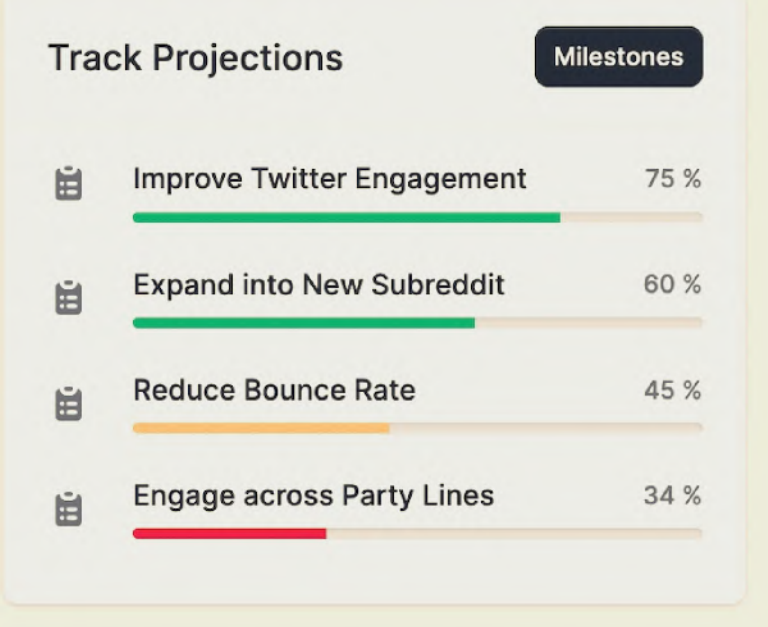 Track Projections
Milestones
Improve Twitter Engagement
75 %
Expand into New Subreddit
60 %
Reduce Bounce Rate
45 %
Engage across Party Lines
34 %